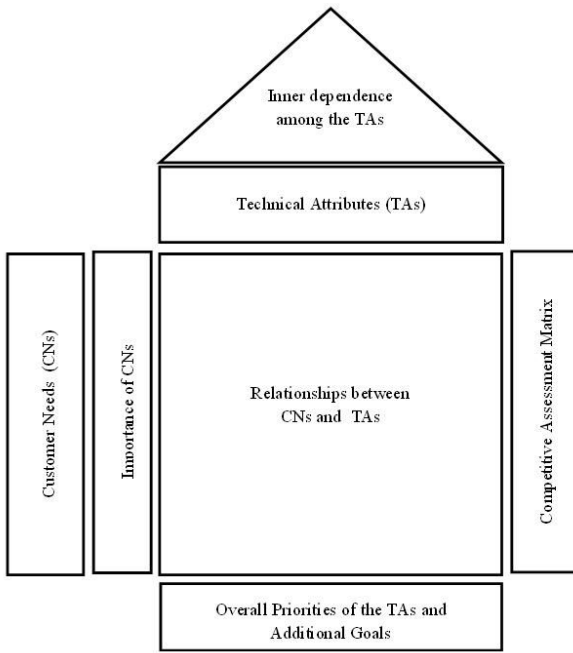 Inner dependence
among the TAs
Technical Attributes (TAs)
Customer Needs (CNs)
Importance of CNs
Relationships between
CNs and TAs
Competitive Assessment Matrix
Overall Priorities of the TAs and
Additional Goals